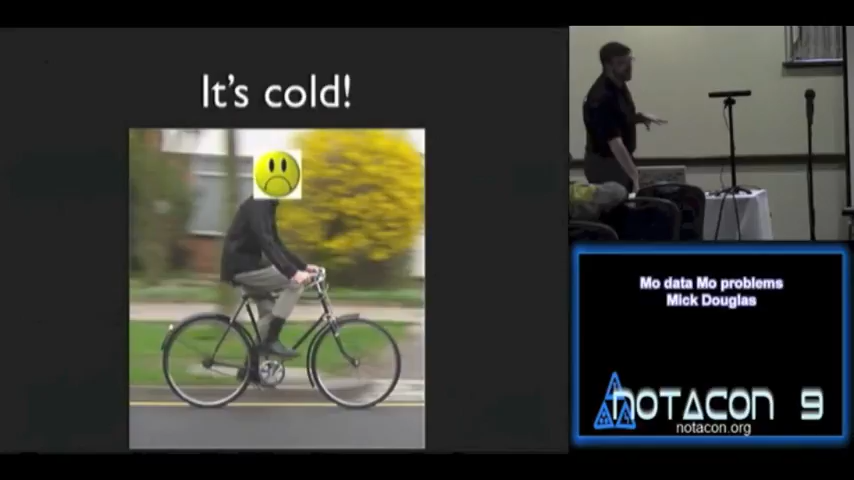 It's cold!
Mo data Mo problems
Mick Douglas
NOTACON 9
notacon.org